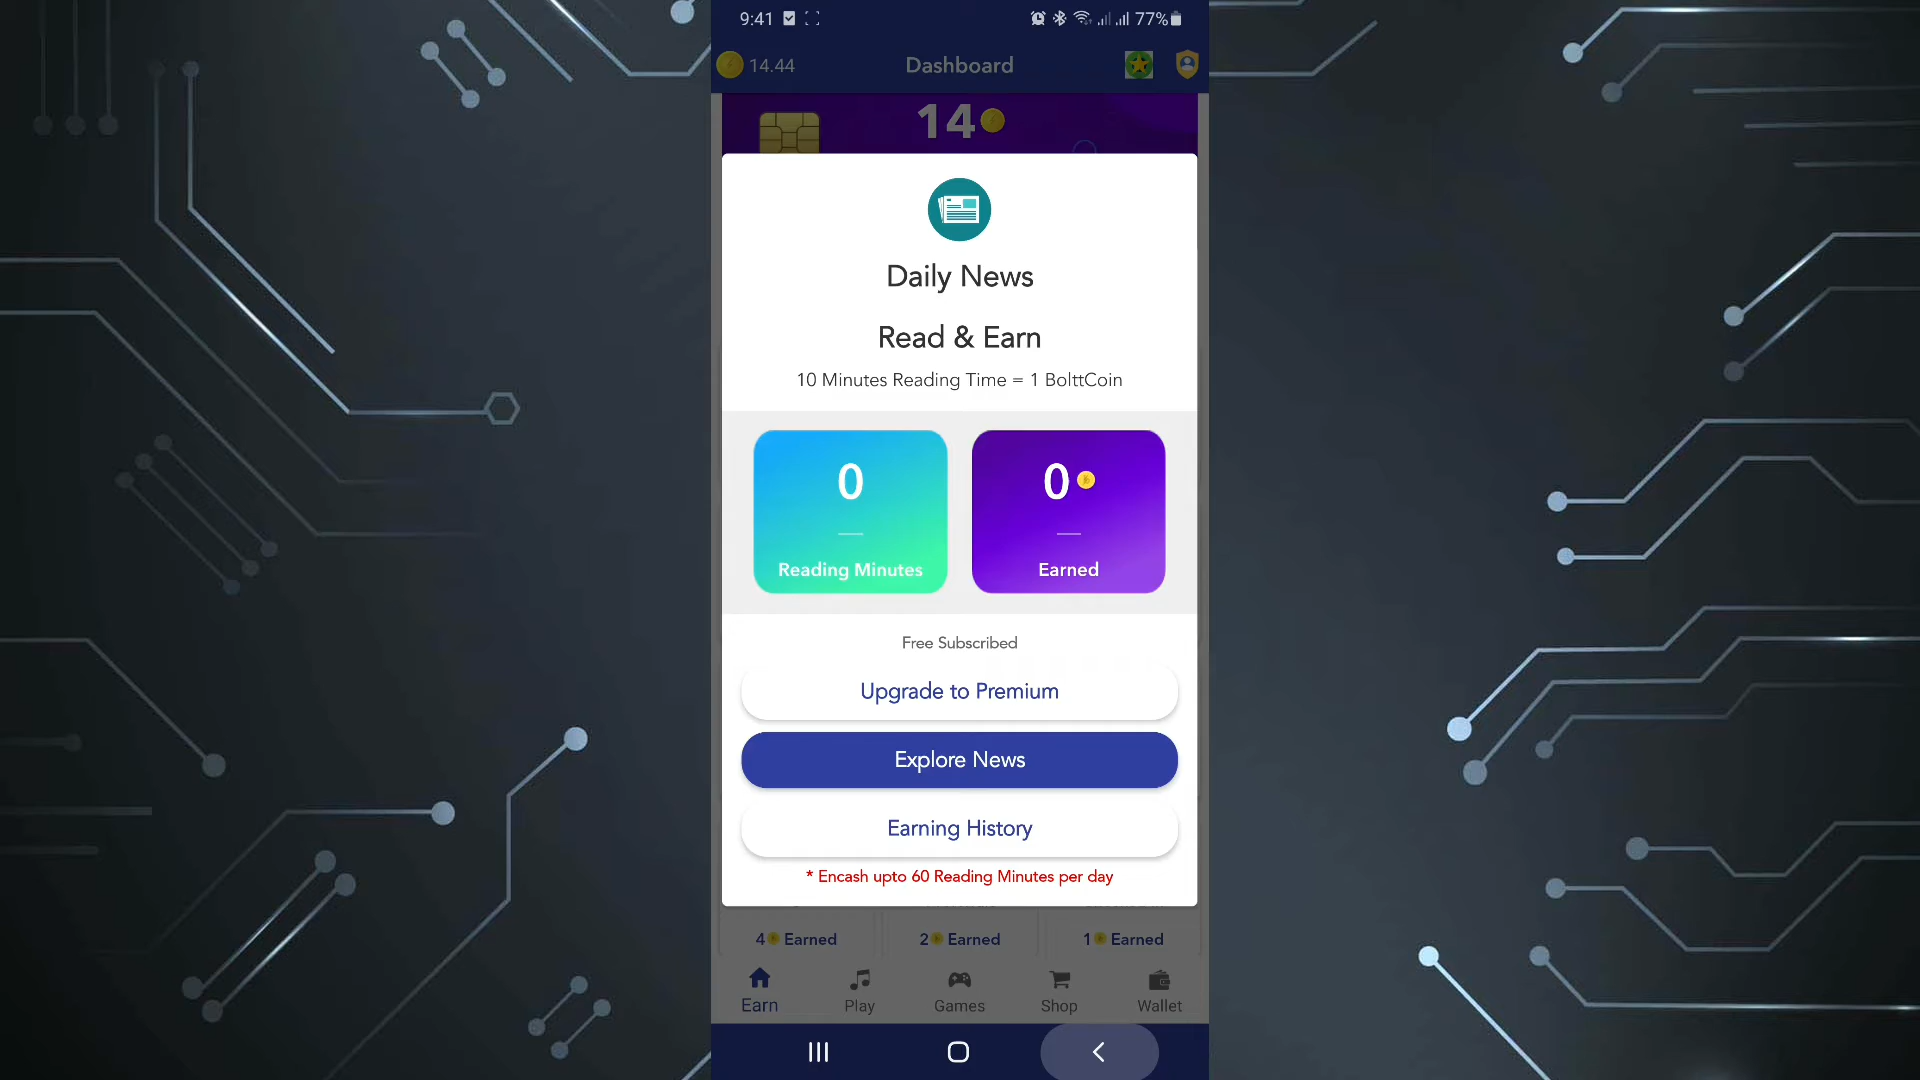 9:41 77%
14.44 Dashboard
14
Daily News
Read & Earn
10 Minutes Reading Time = 1 BolttCoin
0 0
Reading Minutes Earned
Free Subscribed
Upgrade to Premium
Explore News
Earning History
* Encash upto 60 Reading Minutes per day
4 Earned 2 Earned 1 Earned
Earn Play Games Shop Wallet